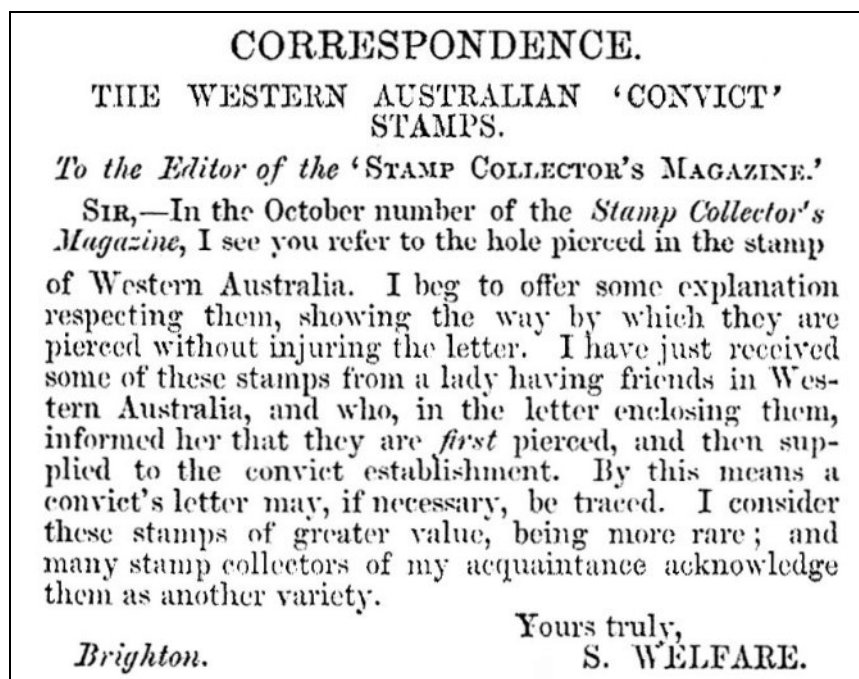 CORRESPONDENCE.
THE WESTERN AUSTRALIAN ‘CONVICT’
STAMPS.
To the Editor of the ‘STAMP COLLECTOR'S MAGAZINE.’
SIR,—In the October number of the Stamp Collector's
Magazine, I see you refer to the hole pierced in the stamp
of Western Australia. I beg to offer some explanation
respecting them, showing the way by which they are
pierced without injuring the letter. I have just received
some of these stamps from a lady having friends in Wes-
tern Australia, and who, in the letter enclosing them,
informed her that they are first pierced, and then sup-
plied to the convict establishment. By this means a
convict's letter may, if necessary, be traced. I consider
these stamps of greater value, being more rare; and
many stamp collectors of my acquaintance acknowledge
them as another variety.
Yours truly,
Brighton. S. WELFARE.